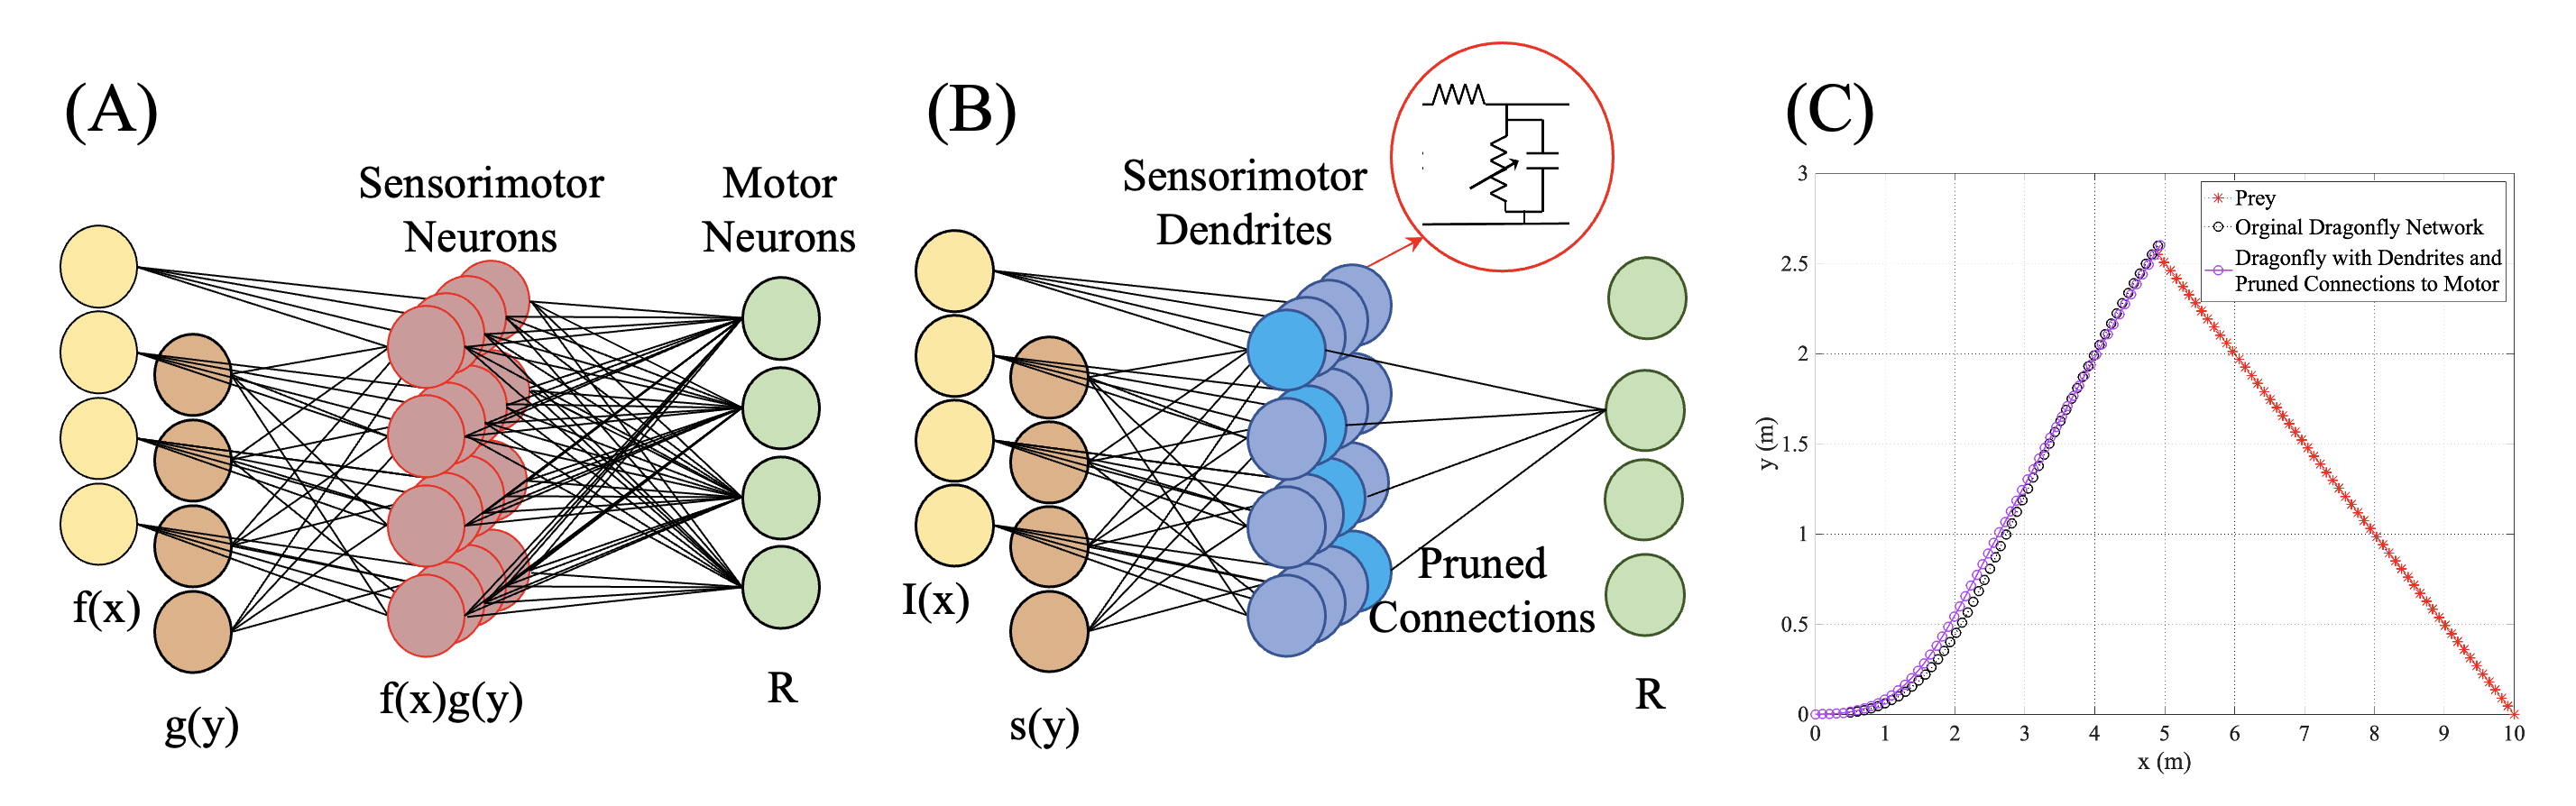 (A)
Sensorimotor
Neurons
Motor
Neurons
f(x)
g(y)
f(x)g(y)
R
(B)
Sensorimotor
Dendrites
Pruned
Connections
I(x)
s(y)
R
(C)
Prey
Orginal Dragonfly Network
Dragonfly with Dendrites and
Pruned Connections to Motor
3
2.5
2
1.5
1
0.5
0
y (m)
0 1 2 3 4 5 6 7 8 9 10
x (m)